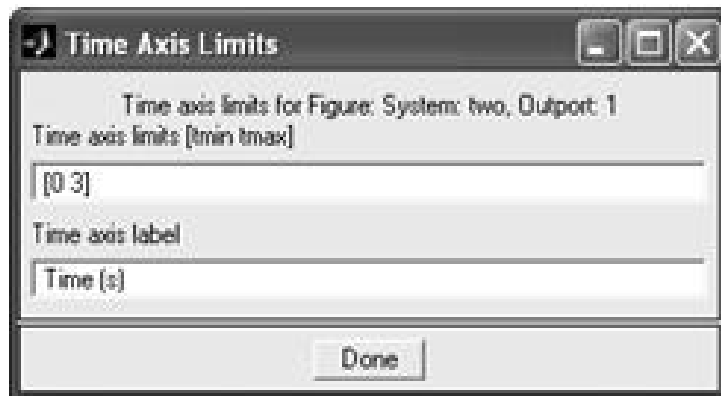 Time Axis Limits
Time axis limits for Figure: System: two, Outport: 1
Time axis limits [tmin tmax]
[0 3]
Time axis label
Time (s)
Done